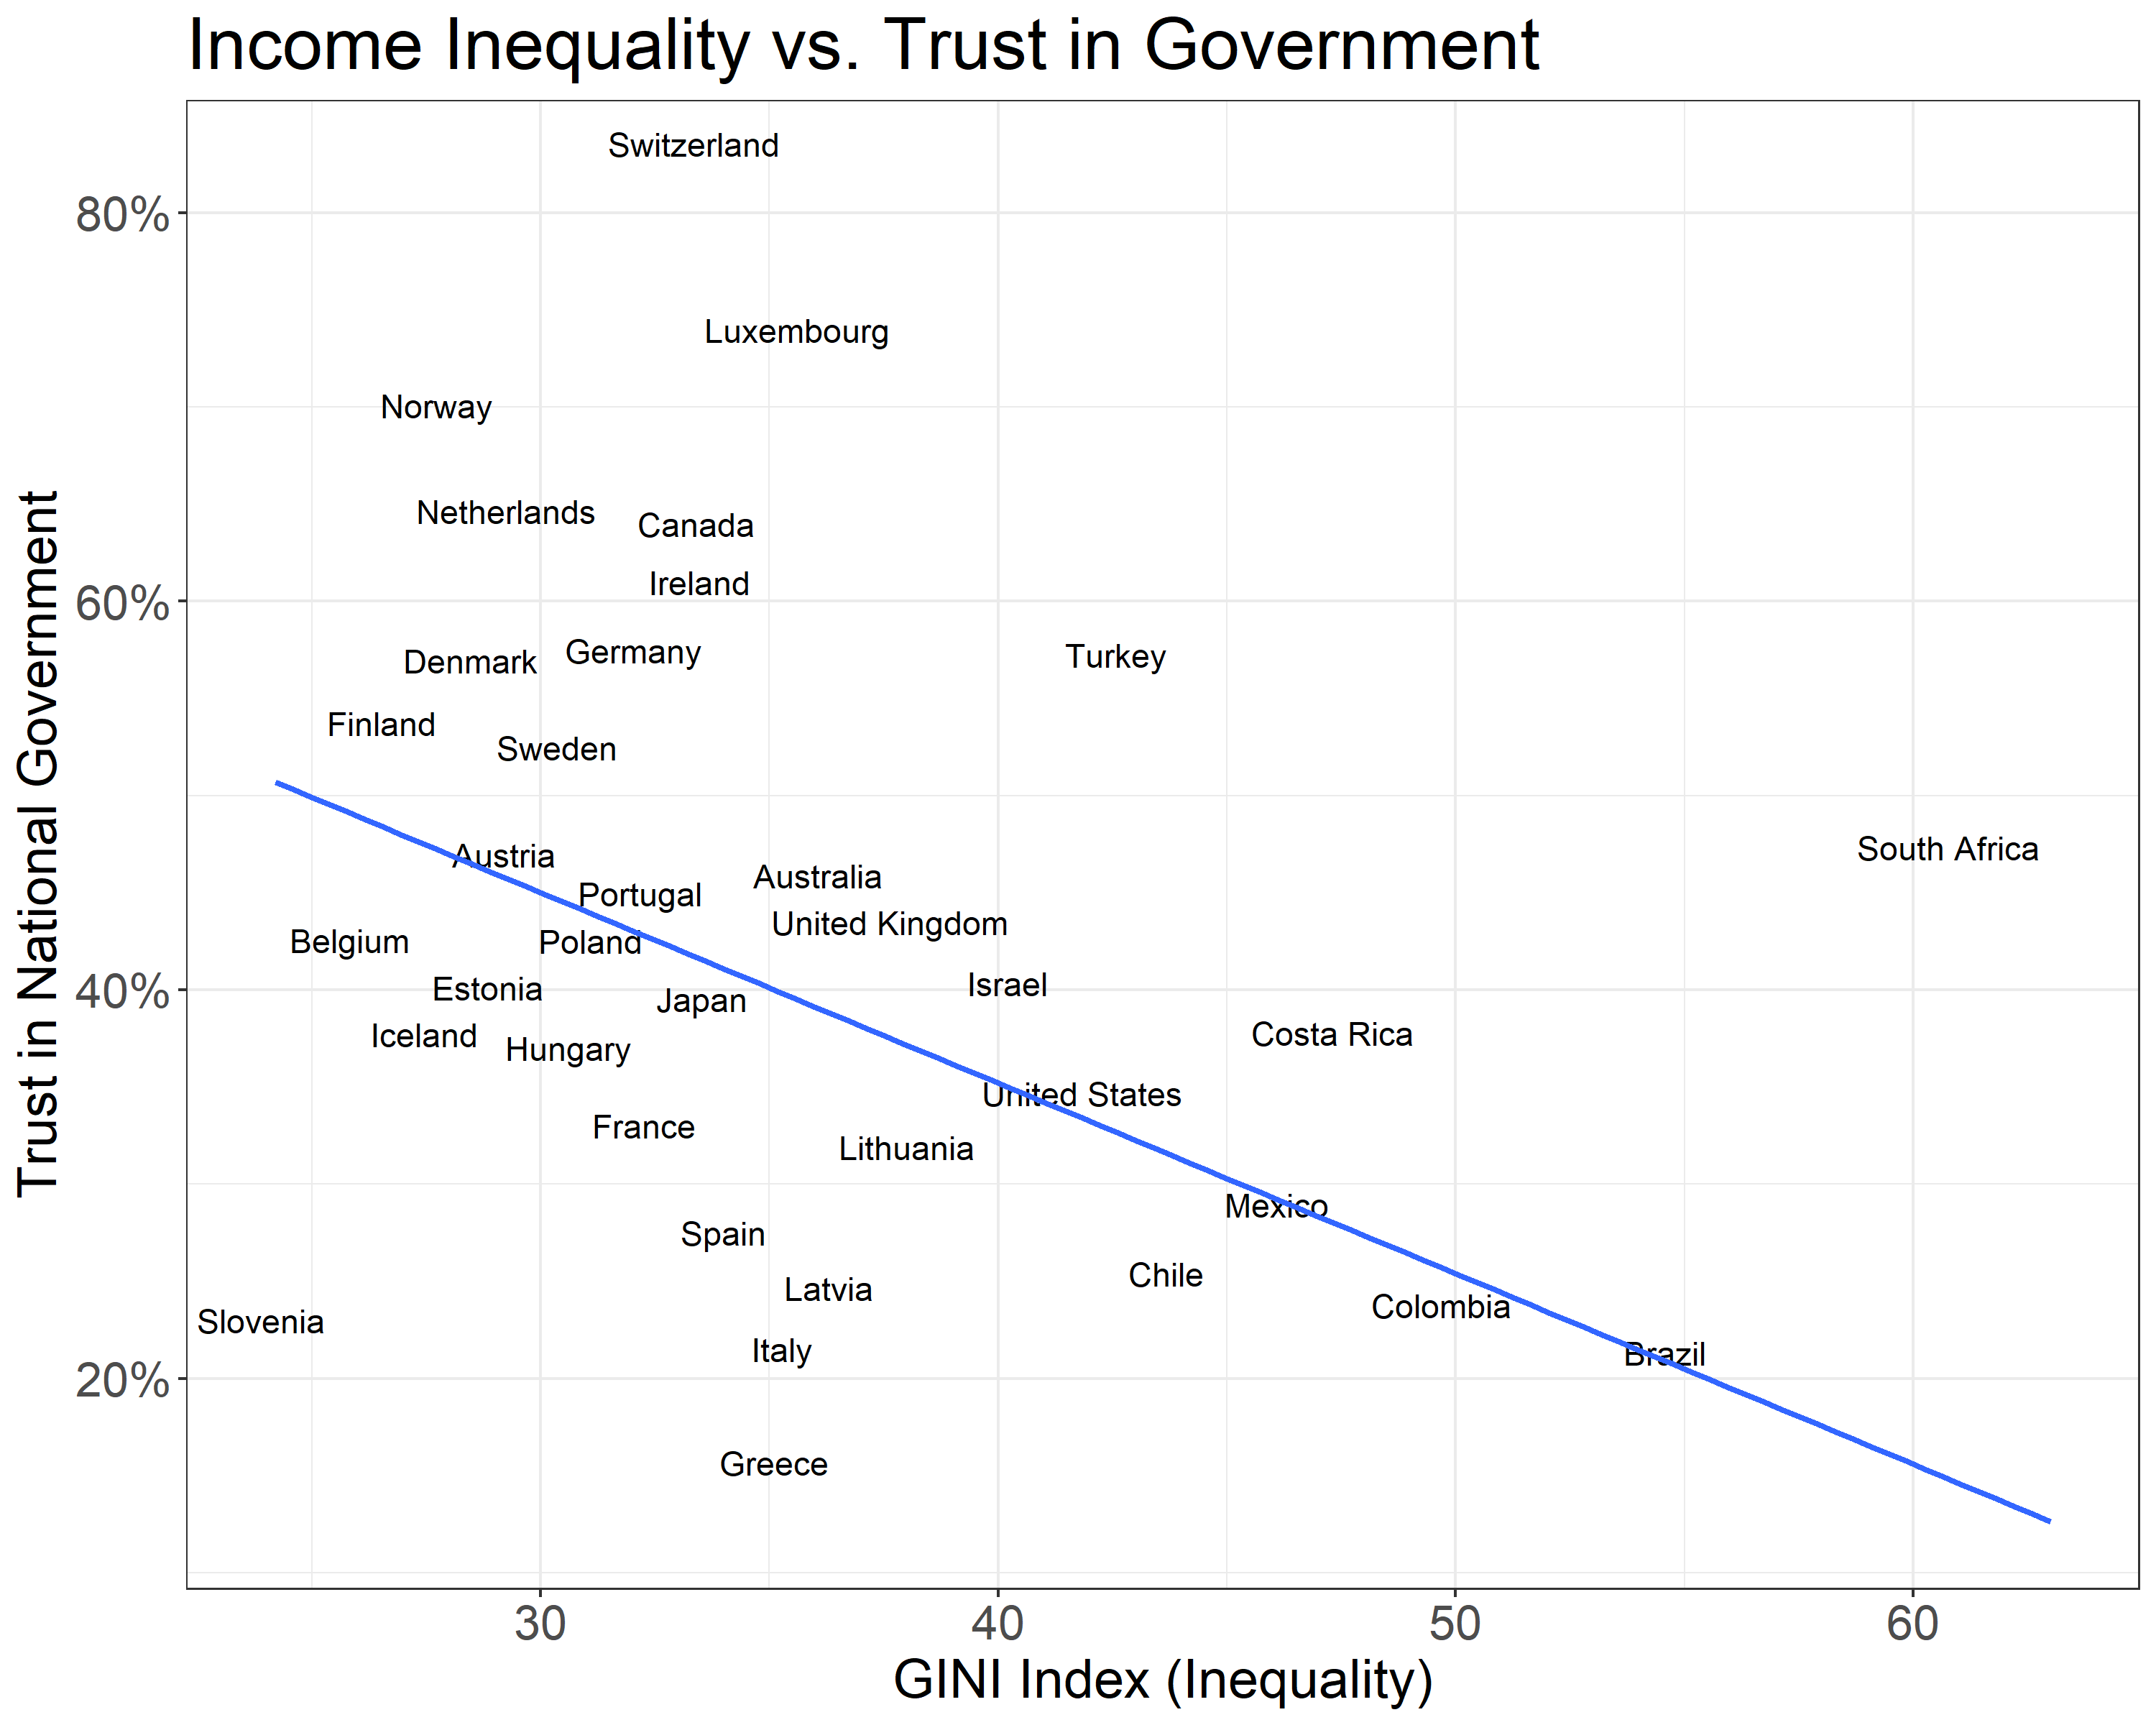 Income Inequality vs. Trust in Government
Switzerland
80%
Luxembourg
Norway
Netherlands
Canada
Ireland
60%
Germany
Turkey
Denmark
Finland
Sweden
Trust in National Government
South Africa
Austria
Australia
Portugal
United Kingdom
Belgium
Poland
Israel
Estonia
40%
Japan
Costa Rica
Iceland
Hungary
United States
France
Lithuania
Mexico
Spain
Chile
Latvia
Colombia
Slovenia
Italy
Brazil
20%
Greece
30 40 50 60
GINI Index (Inequality)